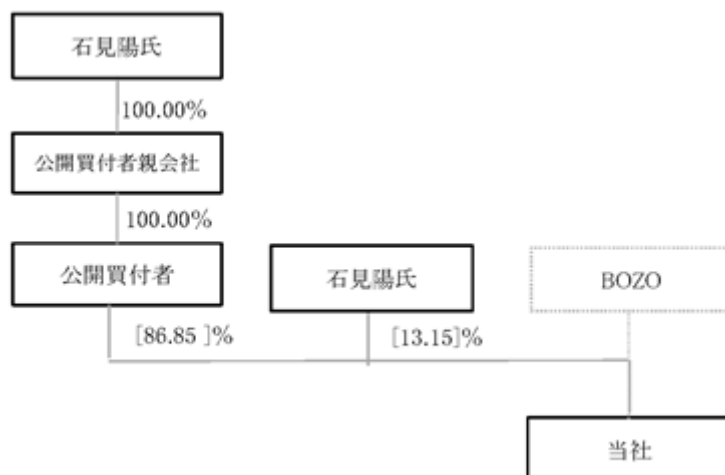 石見陽氏
100.00%
公開買付者親会社
100.00%
公開買付者
石見陽氏
BOZO
[86.85 ]%
[13.15]%
当社